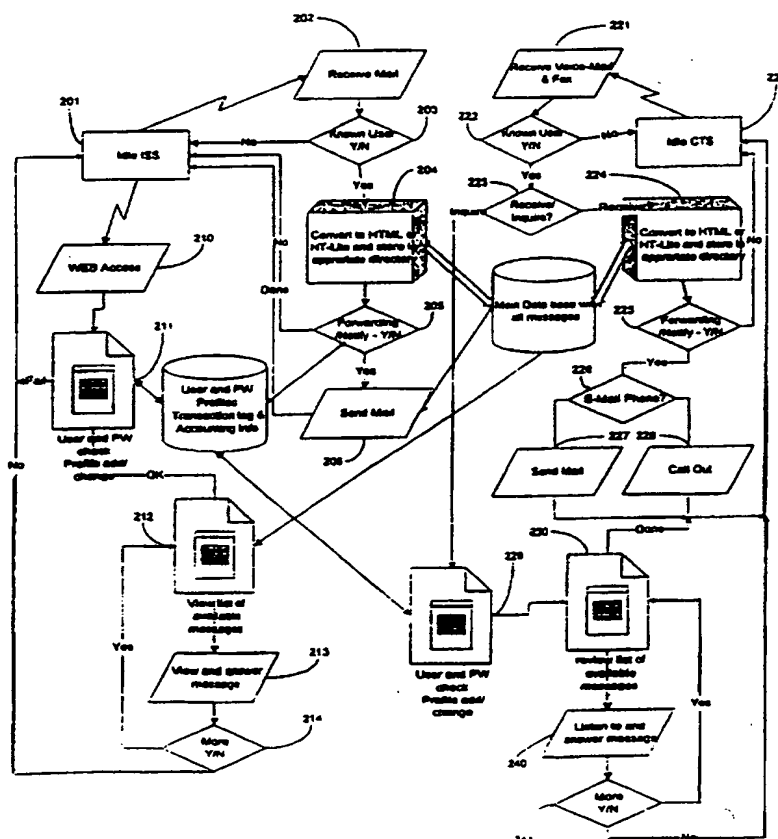 202
Receive Mail
201
Idle ISS
203
Known User
Y/N
No
Yes
204
Convert to HTML or
HT-Lite and store to
appropriate directory
No
Done
205
Forwarding
/Notify - Y/N
Yes
Send Mail
206
210
WEB Access
211
User and PW
check
Profile add/
change
User and PW
Profiles
Transaction log &
Accounting Info
No
OK
212
View list of
available
messages
Yes
213
View and answer
message
214
More
Y/N
221
Receive Voice-Mail
& Fax
222
Known User
Y/N
No
Idle CTS
Yes
223
Receive/
Inquire?
Inquire
Receive
224
Convert to HTML or
HT-Lite and store to
appropriate directory
No
Main Data base w/
all messages
225
Forwarding
/Notify - Y/N
Yes
226
E-Mail Phone?
227
228
Send Mail
Call Out
Done
229
User and PW
check
Profile add/
change
230
review list of
available
messages
Yes
240
Listen to and
answer message
More
Y/N
No